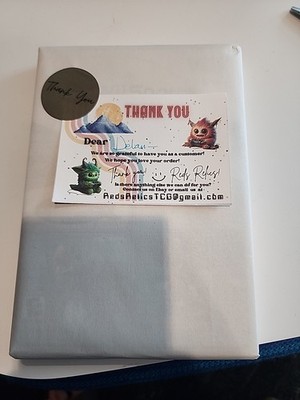 Thank You
THANK YOU
Dear Delan
We are so grateful to have you as a customer!
We hope you love your order!
Thank you! Reds Relics!
Is there anything else we can do for you?
Contact us on Ebay or email us at
RedsRelicsTCG@gmail.com